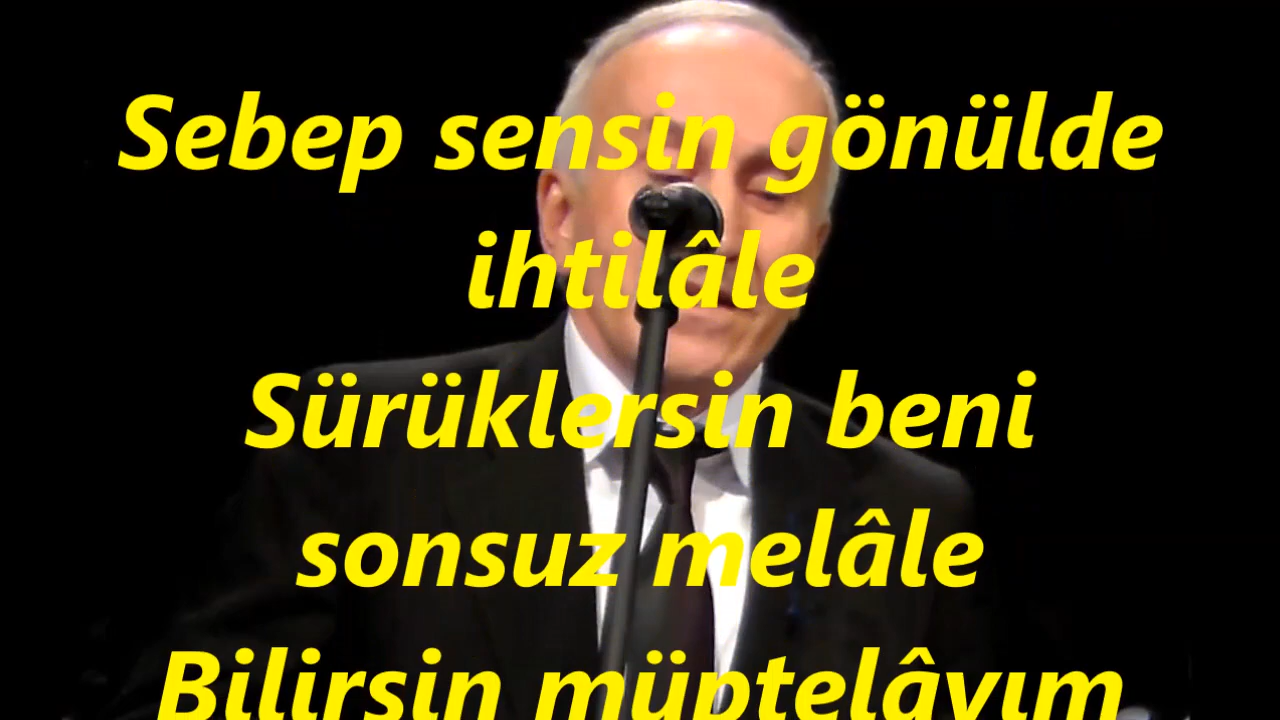 Sebep sensin gönülde
ihtilâle
Sürüklersin beni
sonsuz melâle
Bilirsin müptelâyım